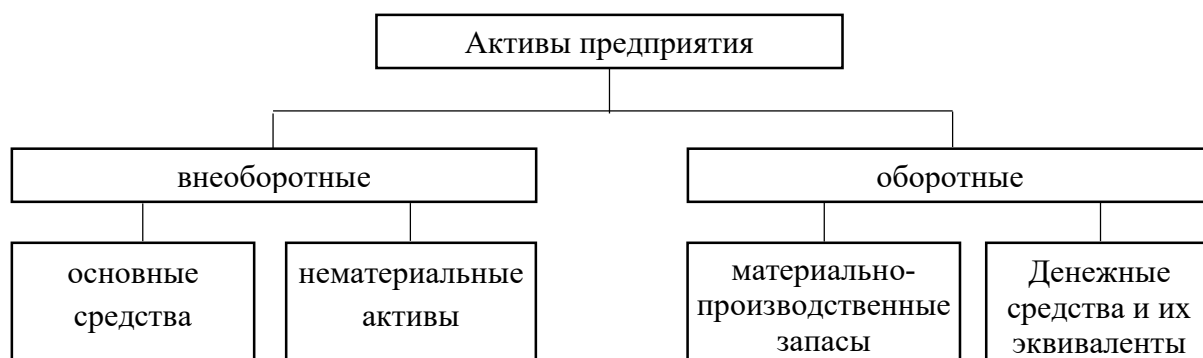 Активы предприятия
внеоборотные
оборотные
основные
средства
нематериальные
активы
материально-
производственные
запасы
Денежные
средства и их
эквиваленты